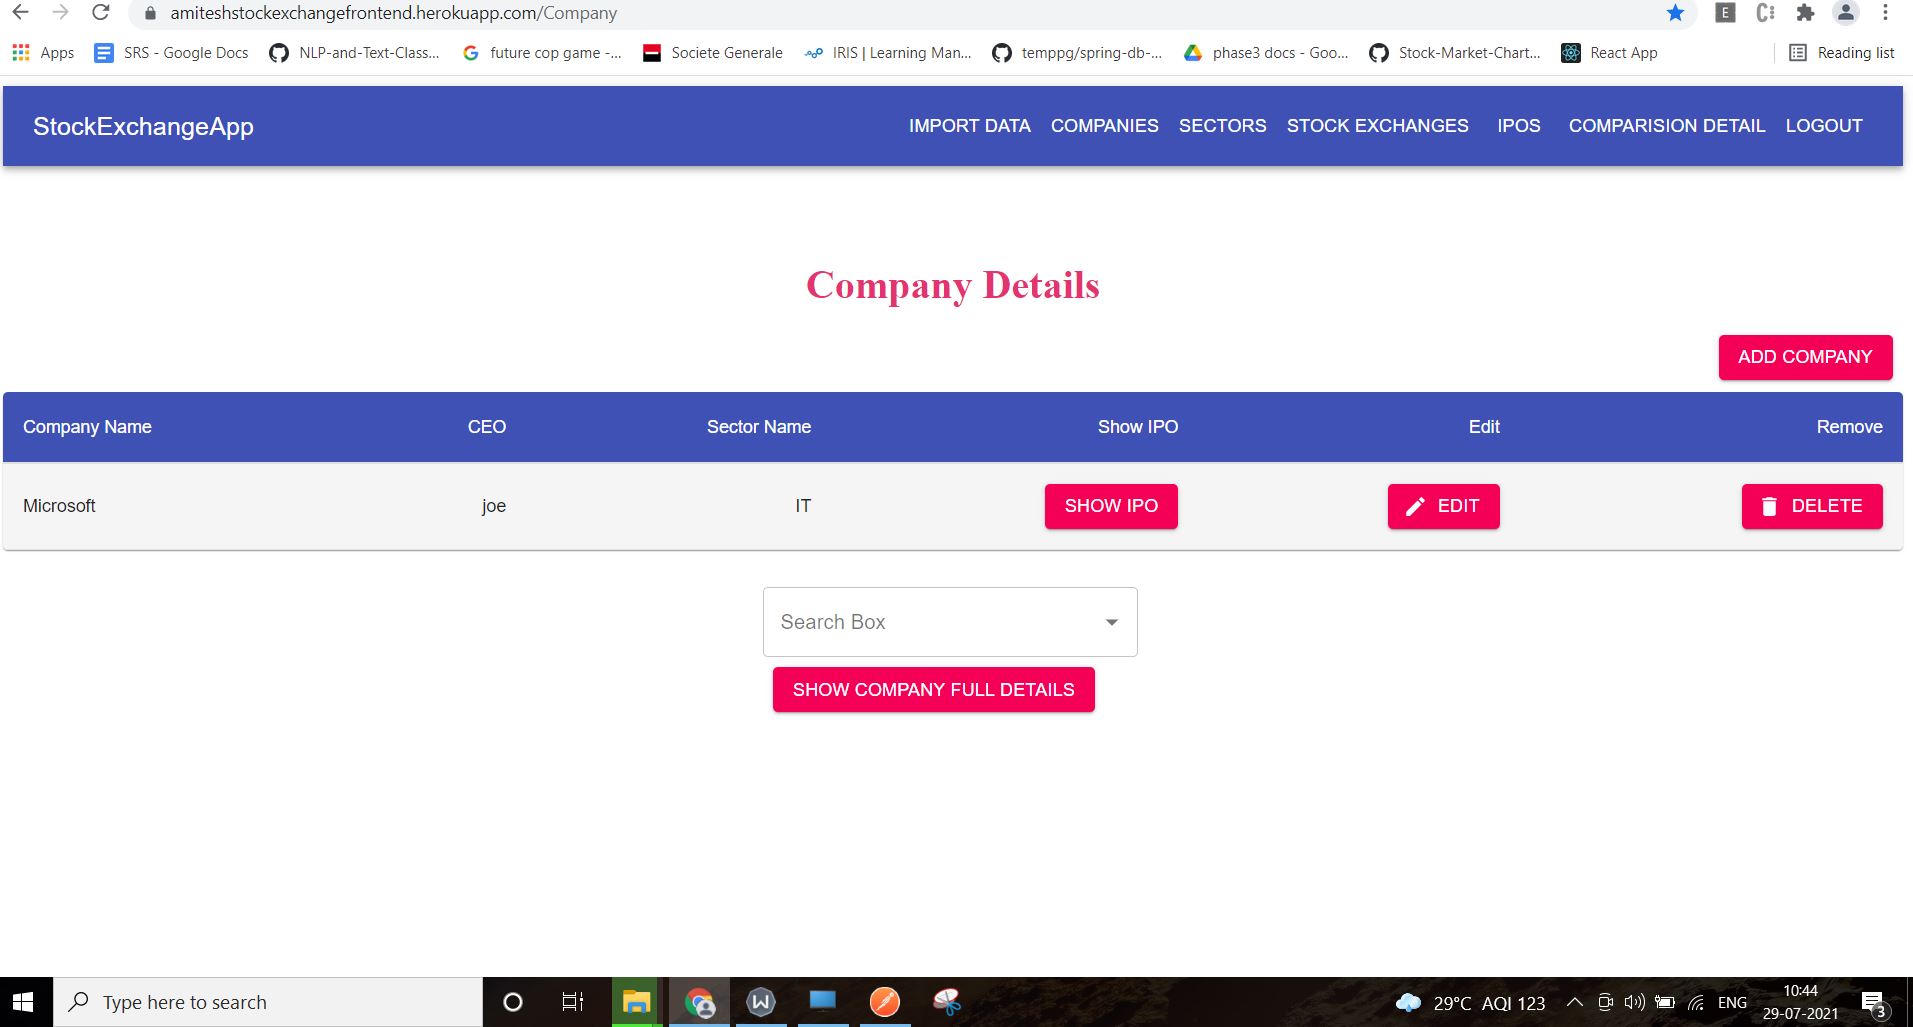 amiteshstockexchangefrontend.herokuapp.com/Company
E
Apps SRS - Google Docs NLP-and-Text-Class... future cop game -... Societe Generale IRIS | Learning Man... temppg/spring-db-... phase3 docs - Goo... Stock-Market-Chart... React App Reading list
StockExchangeApp IMPORT DATA COMPANIES SECTORS STOCK EXCHANGES IPOS COMPARISION DETAIL LOGOUT
Company Details
ADD COMPANY
Company Name CEO Sector Name Show IPO Edit Remove
Microsoft joe IT SHOW IPO EDIT DELETE
Search Box
SHOW COMPANY FULL DETAILS
Type here to search W 29°C AQI 123 ENG 10:44
29-07-2021 3